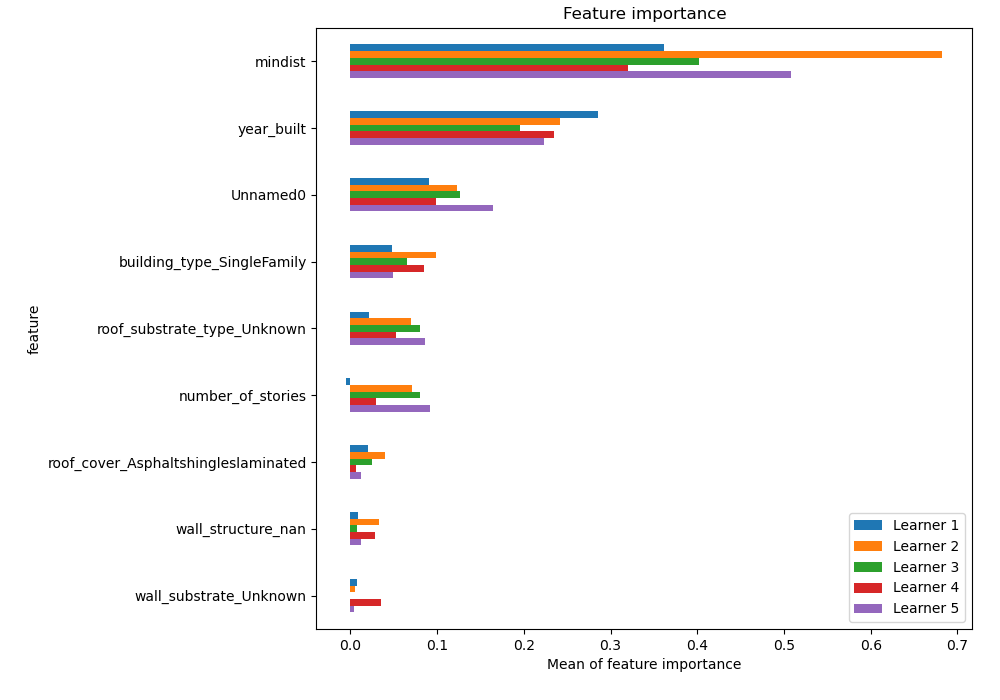 Feature importance
mindist
year_built
Unnamed0
building_type_SingleFamily
roof_substrate_type_Unknown
number_of_stories
roof_cover_Asphaltshingleslaminated
wall_structure_nan
wall_substrate_Unknown
feature
Learner 1
Learner 2
Learner 3
Learner 4
Learner 5
0.0 0.1 0.2 0.3 0.4 0.5 0.6 0.7
Mean of feature importance